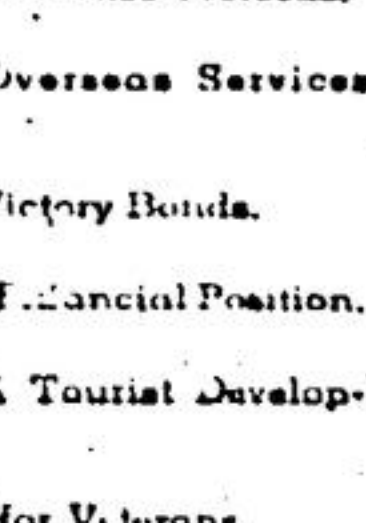 Overseas Services
Victory Bonds.
Financial Position.
Tourist Develop-
for Veterans